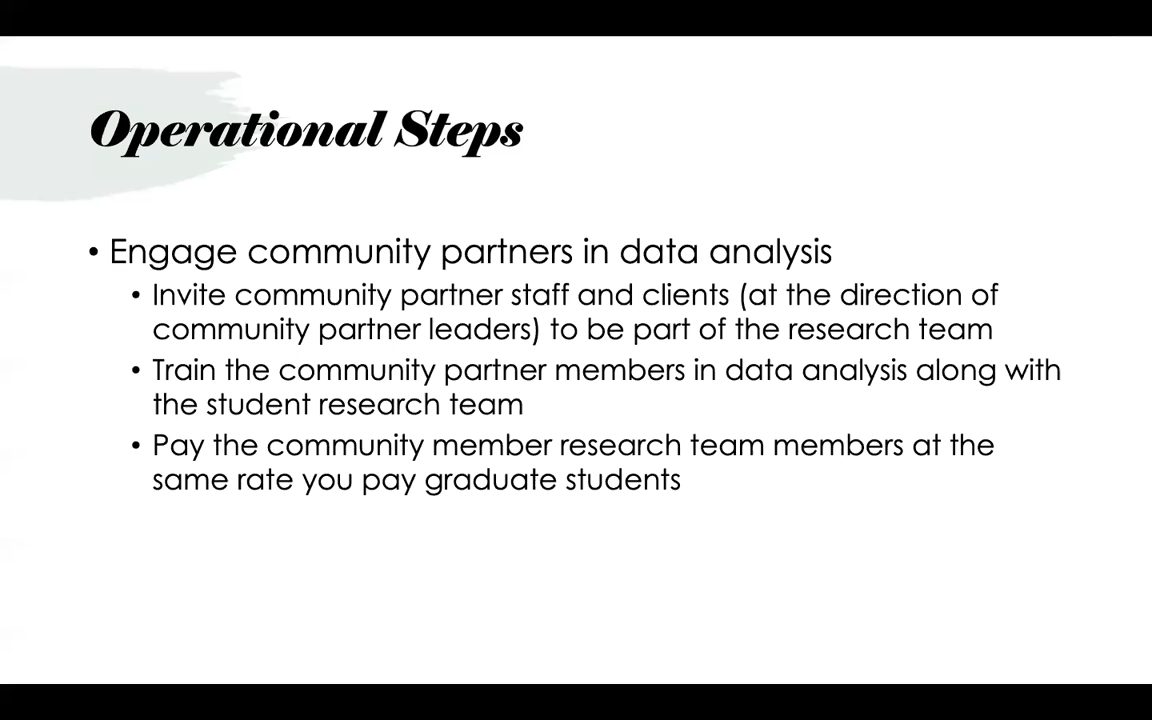 Operational Steps
• Engage community partners in data analysis
• Invite community partner staff and clients (at the direction of
community partner leaders) to be part of the research team
• Train the community partner members in data analysis along with
the student research team
• Pay the community member research team members at the
same rate you pay graduate students